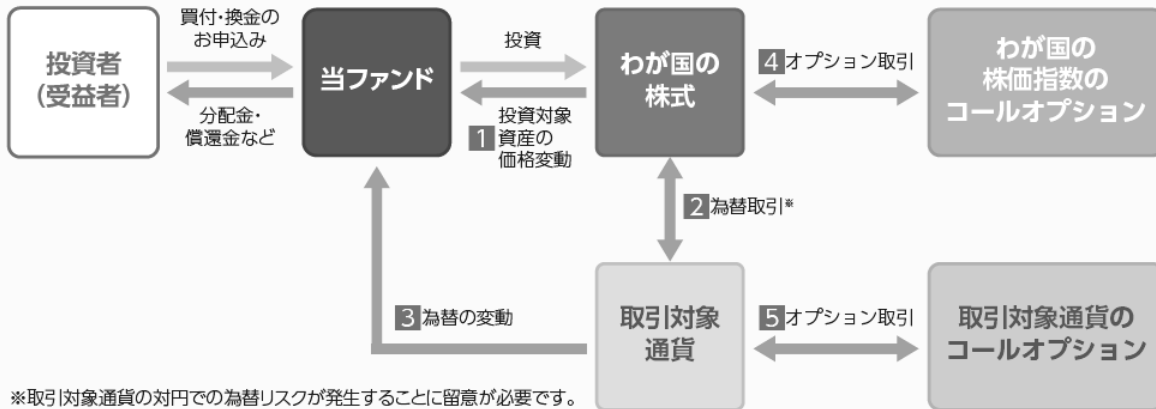 買付・換金の
お申込み
投資者
（受益者）
分配金・
償還金など
当ファンド
投資
1 投資対象
資産の
価格変動
わが国の
株式
4 オプション取引
わが国の
株価指数の
コールオプション
2 為替取引※
3 為替の変動
取引対象
通貨
5 オプション取引
取引対象通貨の
コールオプション
※取引対象通貨の対円での為替リスクが発生することに留意が必要です。